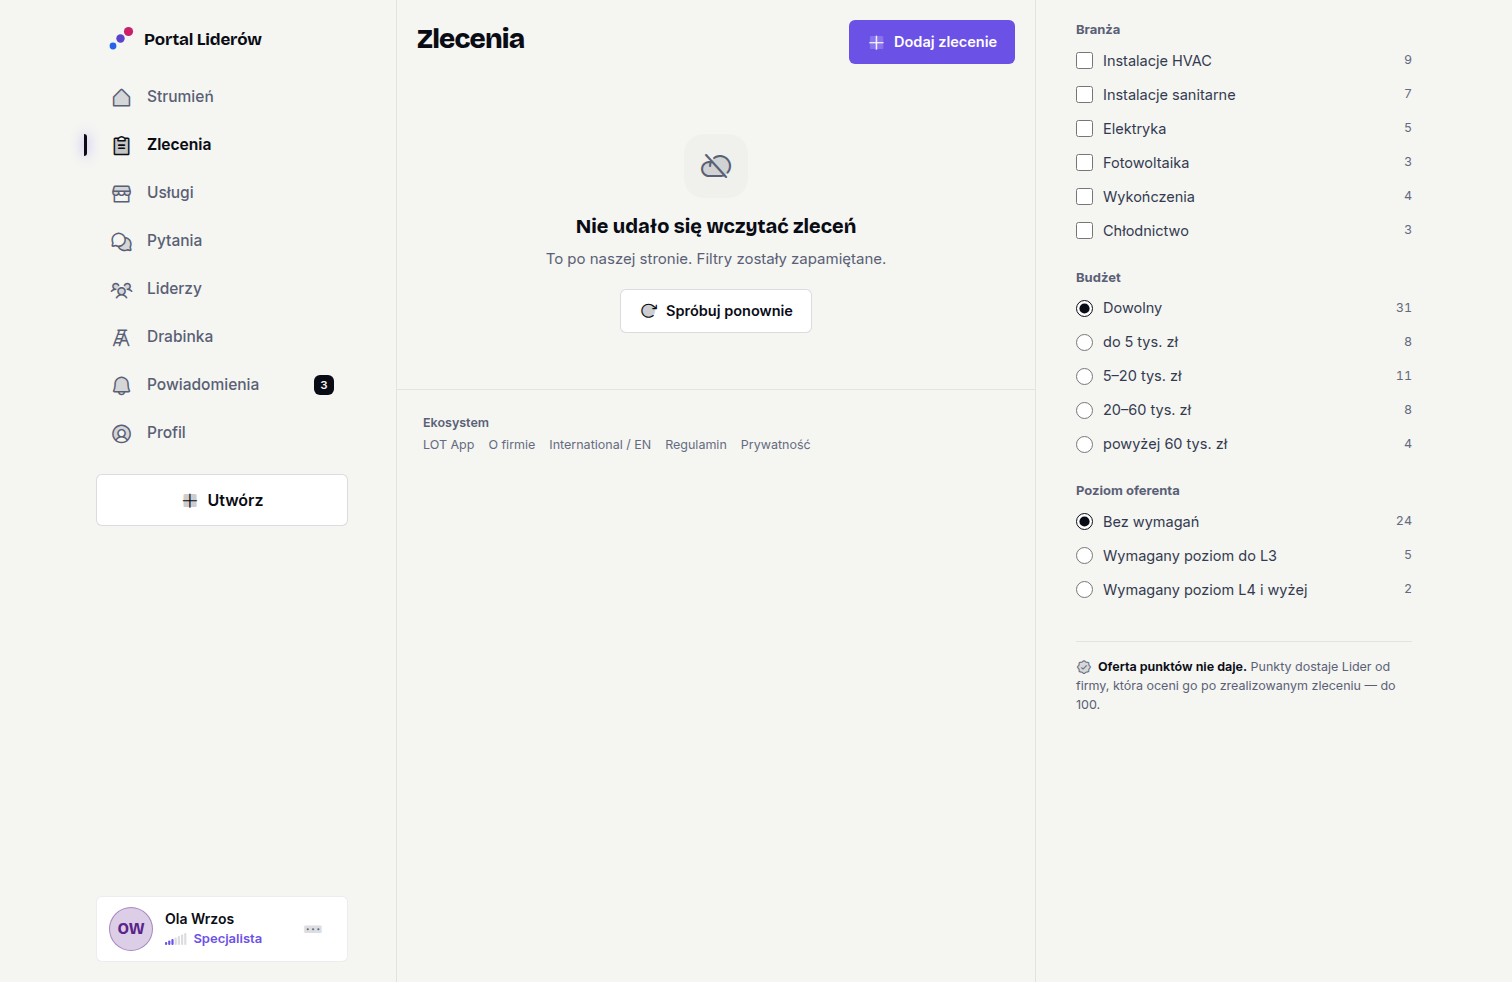 Portal Liderów
Strumień
Zlecenia
Usługi
Pytania
Liderzy
Drabinka
Powiadomienia 3
Profil
Utwórz
OW
Ola Wrzos
Specjalista
Zlecenia
Dodaj zlecenie
Nie udało się wczytać zleceń
To po naszej stronie. Filtry zostały zapamiętane.
Spróbuj ponownie
Ekosystem
LOT App O firmie International / EN Regulamin Prywatność
Branża
Instalacje HVAC 9
Instalacje sanitarne 7
Elektryka 5
Fotowoltaika 3
Wykończenia 4
Chłodnictwo 3
Budżet
Dowolny 31
do 5 tys. zł 8
5–20 tys. zł 11
20–60 tys. zł 8
powyżej 60 tys. zł 4
Poziom oferenta
Bez wymagań 24
Wymagany poziom do L3 5
Wymagany poziom L4 i wyżej 2
Oferta punktów nie daje. Punkty dostaje Lider od
firmy, która oceni go po zrealizowanym zleceniu — do
100.